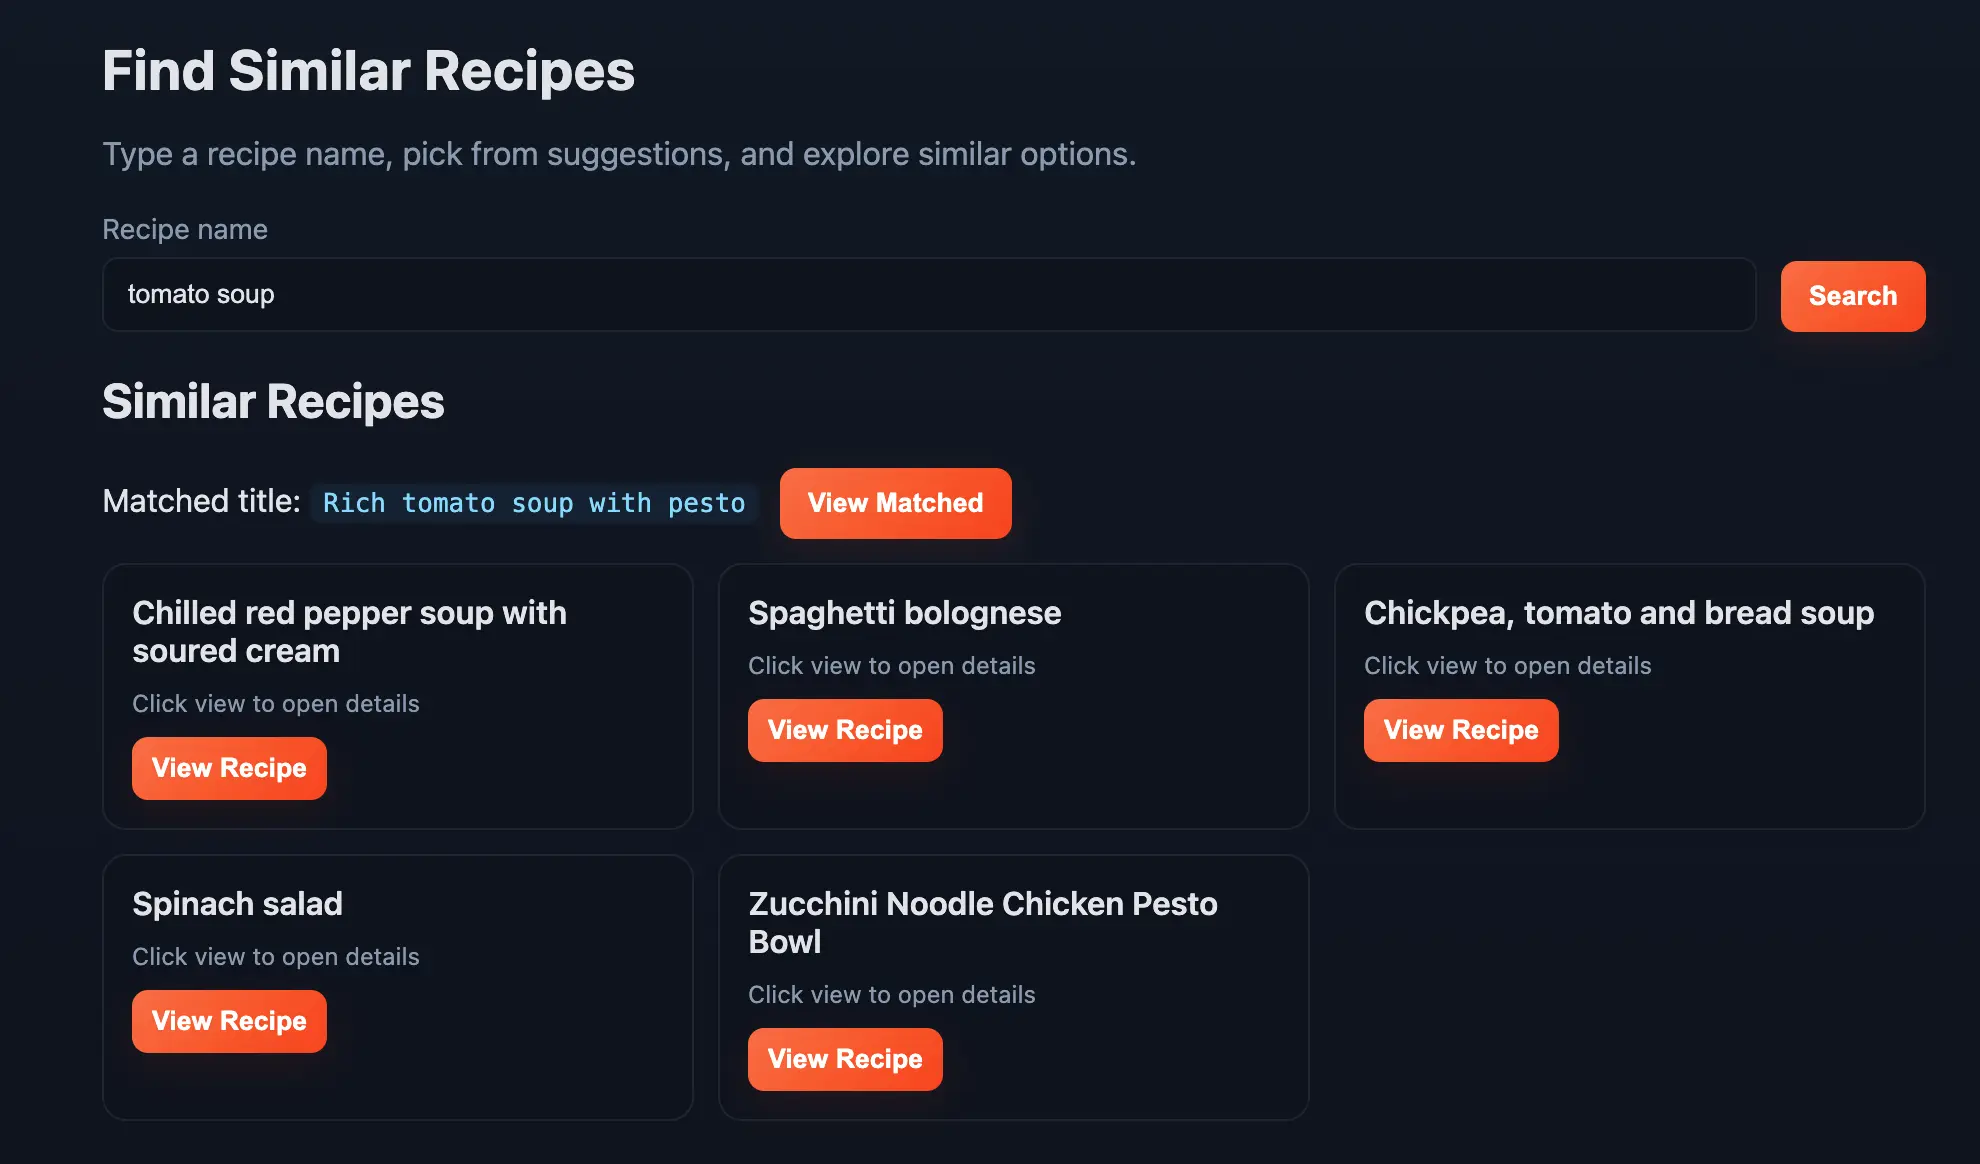 Find Similar Recipes
Type a recipe name, pick from suggestions, and explore similar options.
Recipe name
tomato soup
Search
Similar Recipes
Matched title: Rich tomato soup with pesto
View Matched
Chilled red pepper soup with
soured cream
Click view to open details
View Recipe
Spaghetti bolognese
Click view to open details
View Recipe
Chickpea, tomato and bread soup
Click view to open details
View Recipe
Spinach salad
Click view to open details
View Recipe
Zucchini Noodle Chicken Pesto
Bowl
Click view to open details
View Recipe